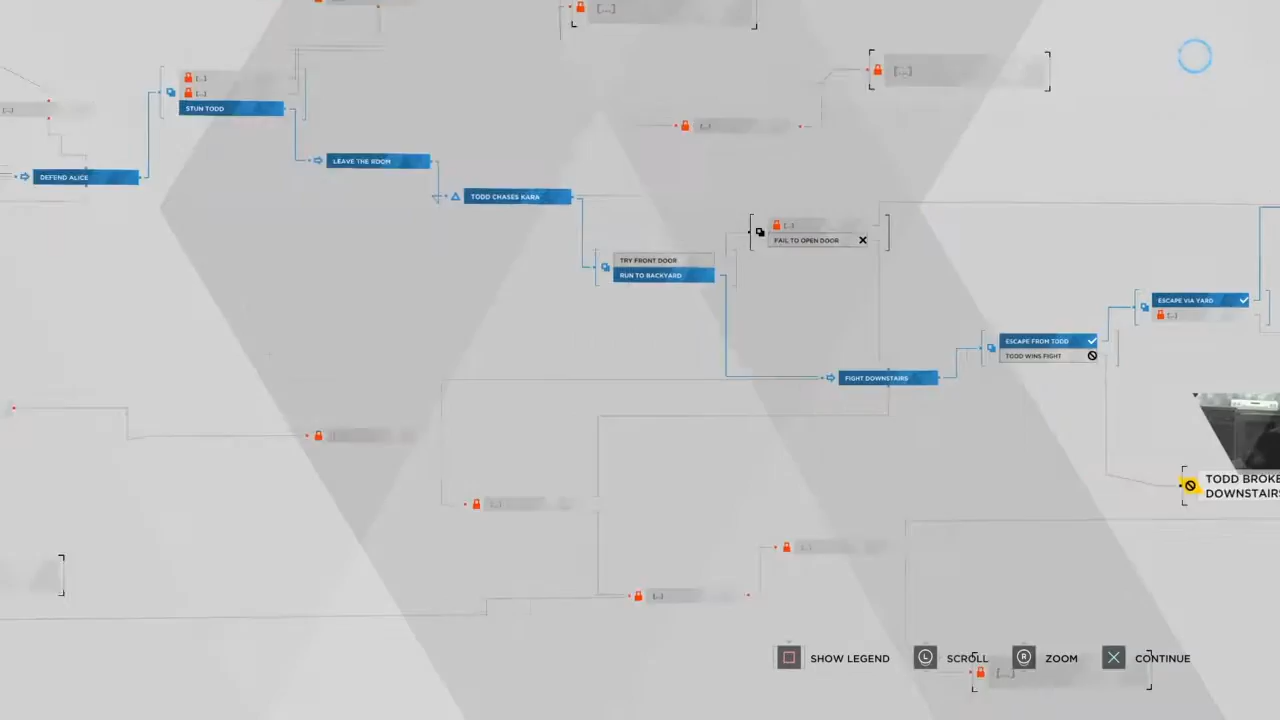 [...]
[...]
[...]
[...]
[...]
STUN TODD
[...]
[...]
LEAVE THE ROOM
DEFEND ALICE
TODD CHASES KARA
[...]
FAIL TO OPEN DOOR
TRY FRONT DOOR
RUN TO BACKYARD
ESCAPE VIA YARD
[...]
ESCAPE FROM TODD
TODD WINS FIGHT
FIGHT DOWNSTAIRS
TODD BROKE
DOWNSTAIRS
[...]
[...]
[...]
SHOW LEGEND
L
SCROLL
R
ZOOM
CONTINUE
[...]